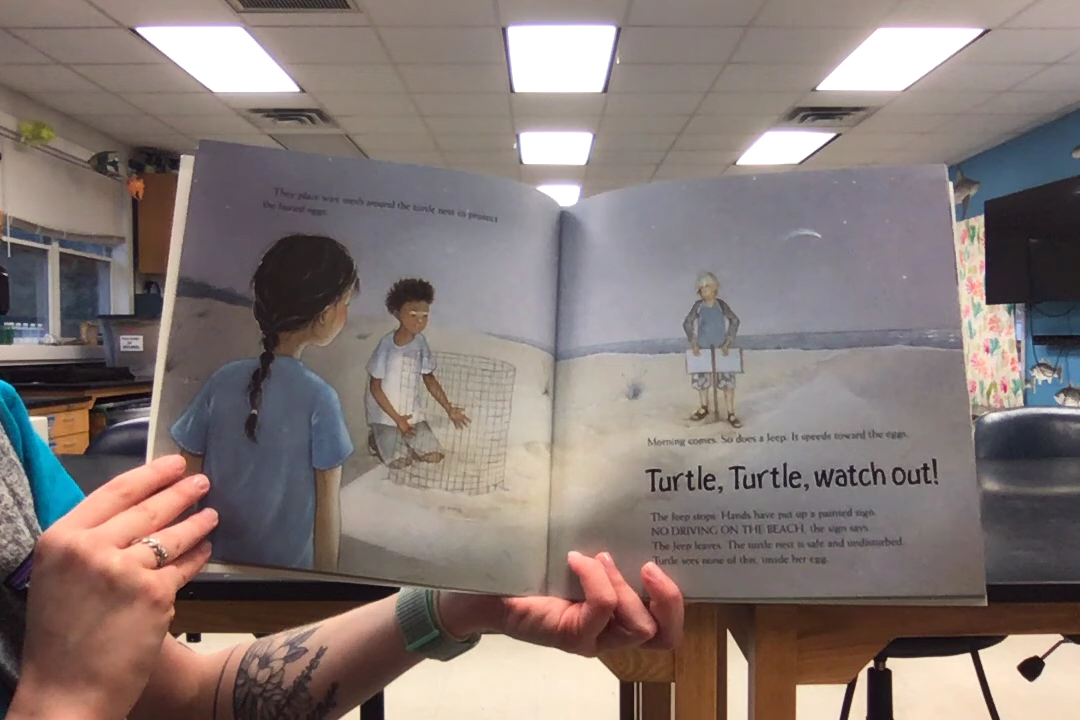 They place wire mesh around the turtle nest to protect
the buried eggs.
Morning comes. So does a Jeep. It speeds toward the eggs.
Turtle, Turtle, watch out!
The Jeep stops. Hands have put up a painted sign.
NO DRIVING ON THE BEACH, the sign says.
The Jeep leaves. The turtle nest is safe and undisturbed.
Turtle sees none of this, inside her egg.